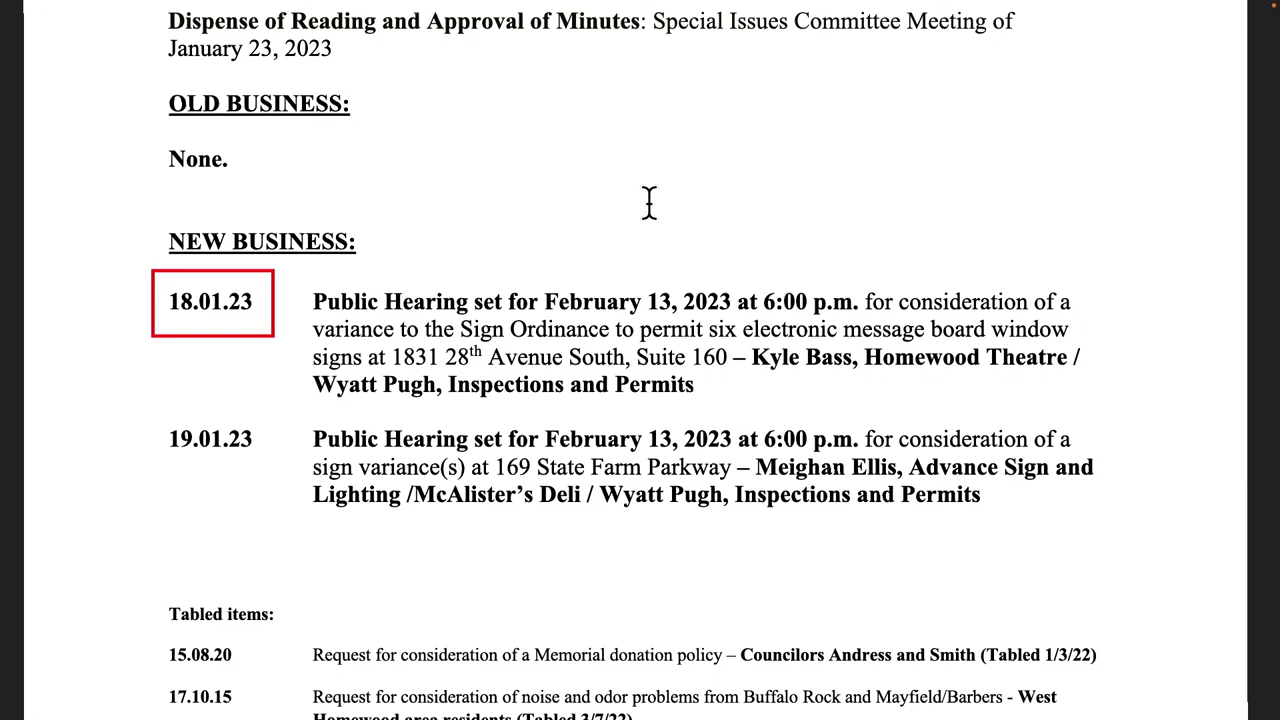 Dispense of Reading and Approval of Minutes: Special Issues Committee Meeting of
January 23, 2023
OLD BUSINESS:
None.
NEW BUSINESS:
18.01.23 Public Hearing set for February 13, 2023 at 6:00 p.m. for consideration of a
variance to the Sign Ordinance to permit six electronic message board window
signs at 1831 28th Avenue South, Suite 160 – Kyle Bass, Homewood Theatre /
Wyatt Pugh, Inspections and Permits
19.01.23 Public Hearing set for February 13, 2023 at 6:00 p.m. for consideration of a
sign variance(s) at 169 State Farm Parkway – Meighan Ellis, Advance Sign and
Lighting /McAlister’s Deli / Wyatt Pugh, Inspections and Permits
Tabled items:
15.08.20 Request for consideration of a Memorial donation policy – Councilors Andress and Smith (Tabled 1/3/22)
17.10.15 Request for consideration of noise and odor problems from Buffalo Rock and Mayfield/Barbers - West
Homewood area residents (Tabled 3/7/22)